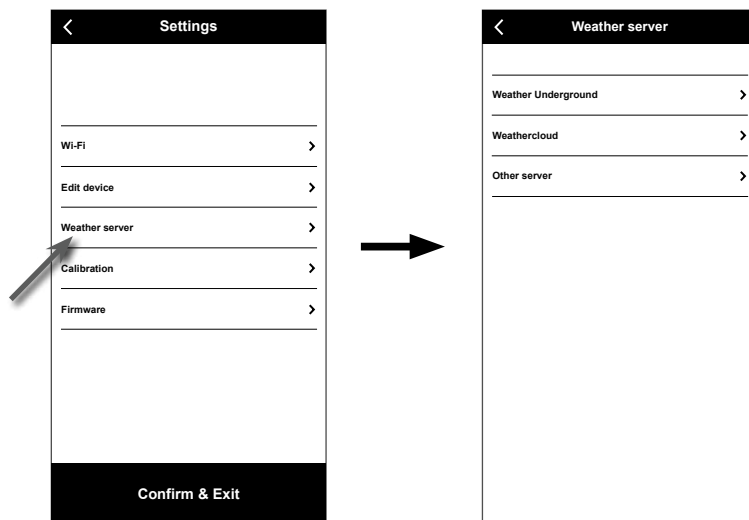 Settings
Wi-Fi
Edit device
Weather server
Calibration
Firmware
Confirm & Exit
Weather server
Weather Underground
Weathercloud
Other server